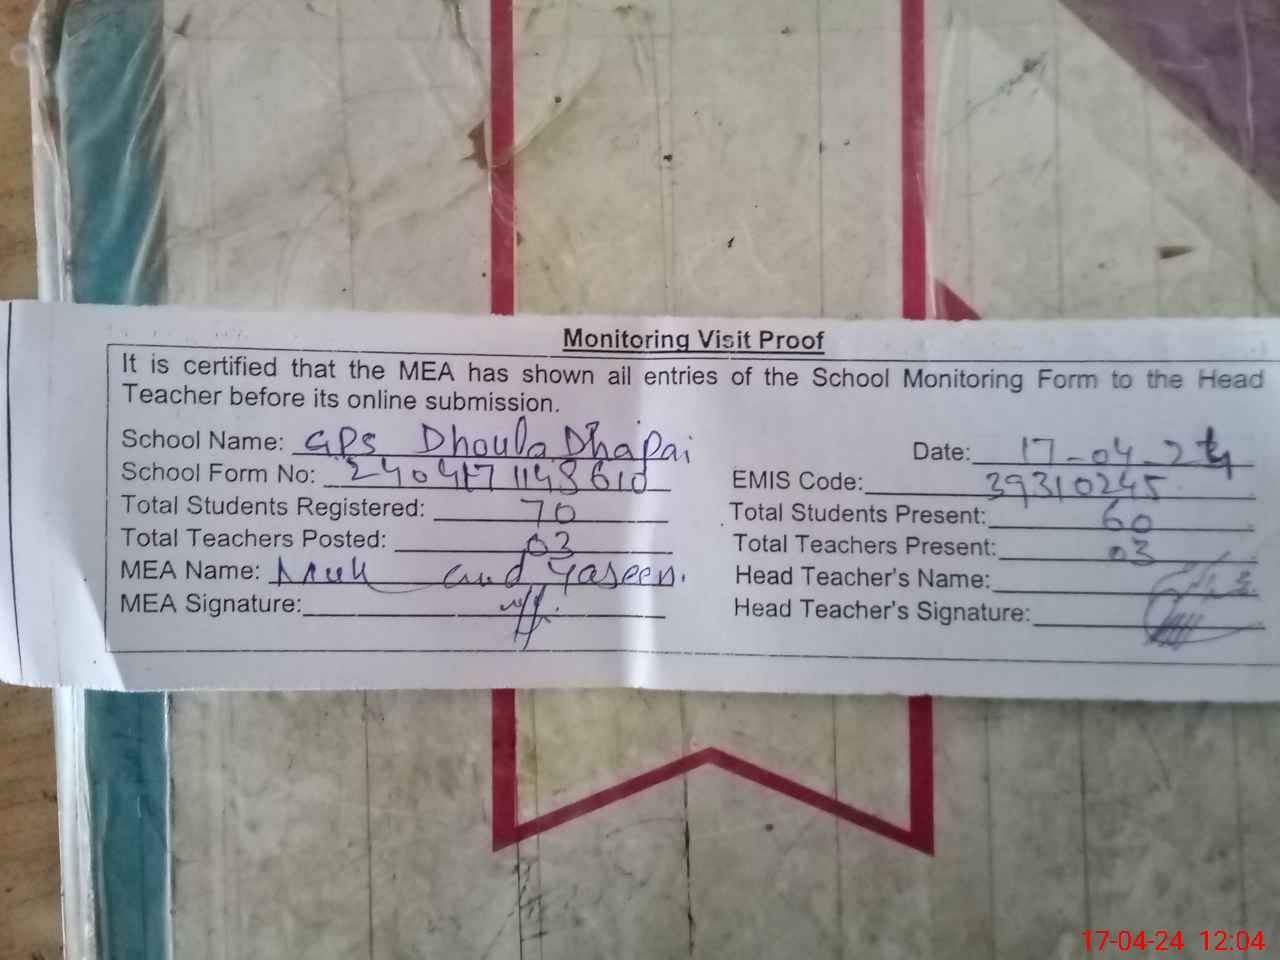 Monitoring Visit Proof
It is certified that the MEA has shown all entries of the School Monitoring Form to the Head
Teacher before its online submission.
School Name: GPS Dhoula Dhapai
Date: 17-04-24
School Form No: 2404171143610
EMIS Code: 39310245
Total Students Registered: 70
Total Students Present: 60
Total Teachers Posted: 03
Total Teachers Present: 03
MEA Name: Yaseen.
Head Teacher's Name:
MEA Signature:
Head Teacher's Signature:
17-04-24 12:04